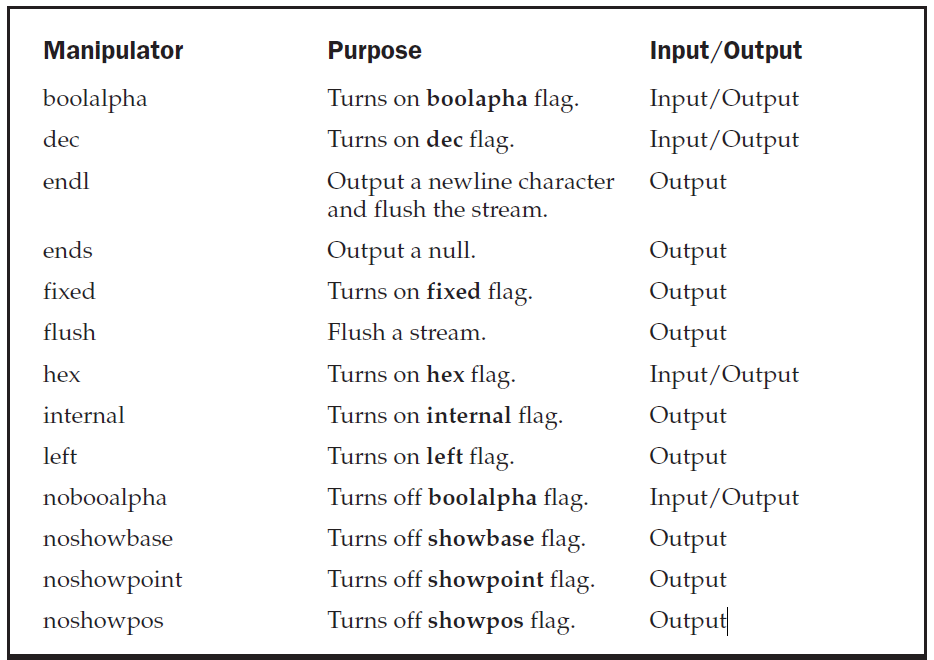 Manipulator Purpose Input/Output
boolalpha Turns on boolapha flag. Input/Output
dec Turns on dec flag. Input/Output
endl Output a newline character Output
and flush the stream.
ends Output a null. Output
fixed Turns on fixed flag. Output
flush Flush a stream. Output
hex Turns on hex flag. Input/Output
internal Turns on internal flag. Output
left Turns on left flag. Output
nobooalpha Turns off boolalpha flag. Input/Output
noshowbase Turns off showbase flag. Output
noshowpoint Turns off showpoint flag. Output
noshowpos Turns off showpos flag. Output